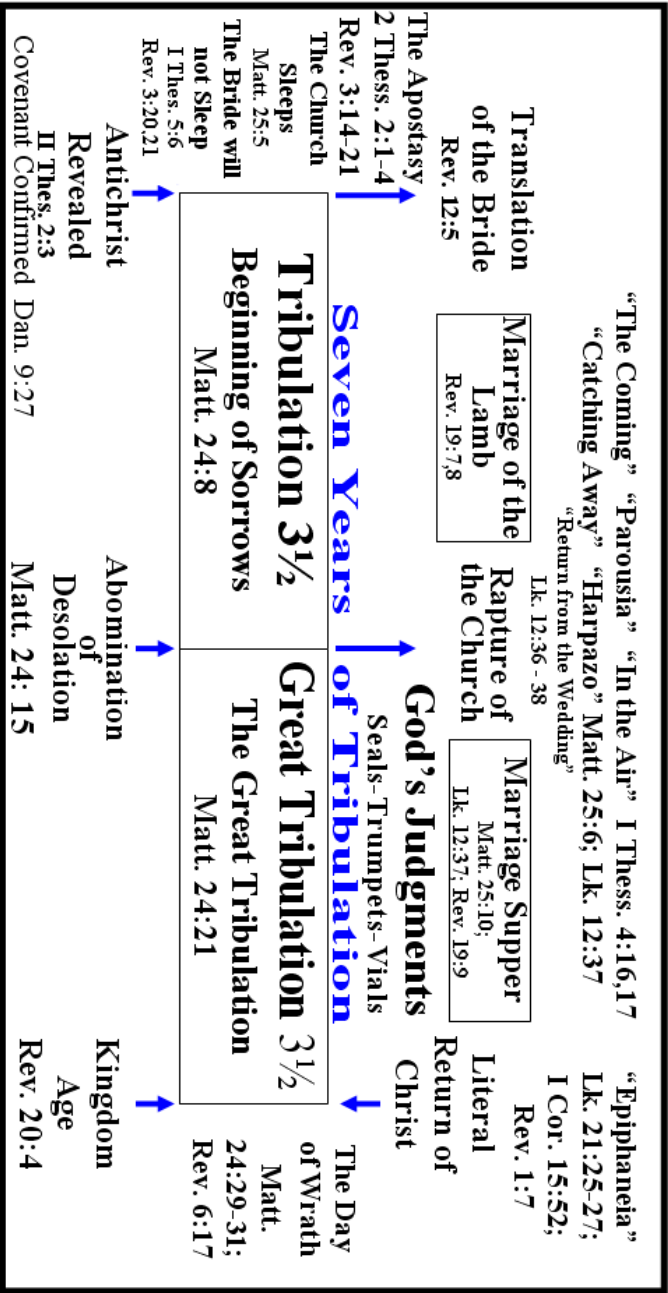 “The Coming” “Parousia” “In the Air” I Thess. 4:16,17
“Catching Away” “Harpazo” Matt. 25:6; Lk. 12:37
“Return from the Wedding”
Lk. 12:36 - 38
“Epiphaneia”
Lk. 21:25-27;
I Cor. 15:52;
Rev. 1:7
Translation
of the Bride
Rev. 12:5
Marriage of the
Lamb
Rev. 19:7,8
Rapture of
the Church
Marriage Supper
Matt. 25:10;
Lk. 12:37; Rev. 19:9
Literal
Return of
Christ
The Apostasy
2 Thess. 2:1-4
Rev. 3:14-21
The Church
Sleeps
Matt. 25:5
The Bride will
not Sleep
I Thes. 5:6
Rev. 3:20,21
God’s Judgments
Seals-Trumpets-Vials
Seven Years of Tribulation
Tribulation 3½
Beginning of Sorrows
Matt. 24:8
Great Tribulation 3½
The Great Tribulation
Matt. 24:21
The Day
of Wrath
Matt.
24:29-31;
Rev. 6:17
Antichrist
Revealed
II Thes. 2:3
Covenant Confirmed Dan. 9:27
Abomination
of
Desolation
Matt. 24: 15
Kingdom
Age
Rev. 20:4